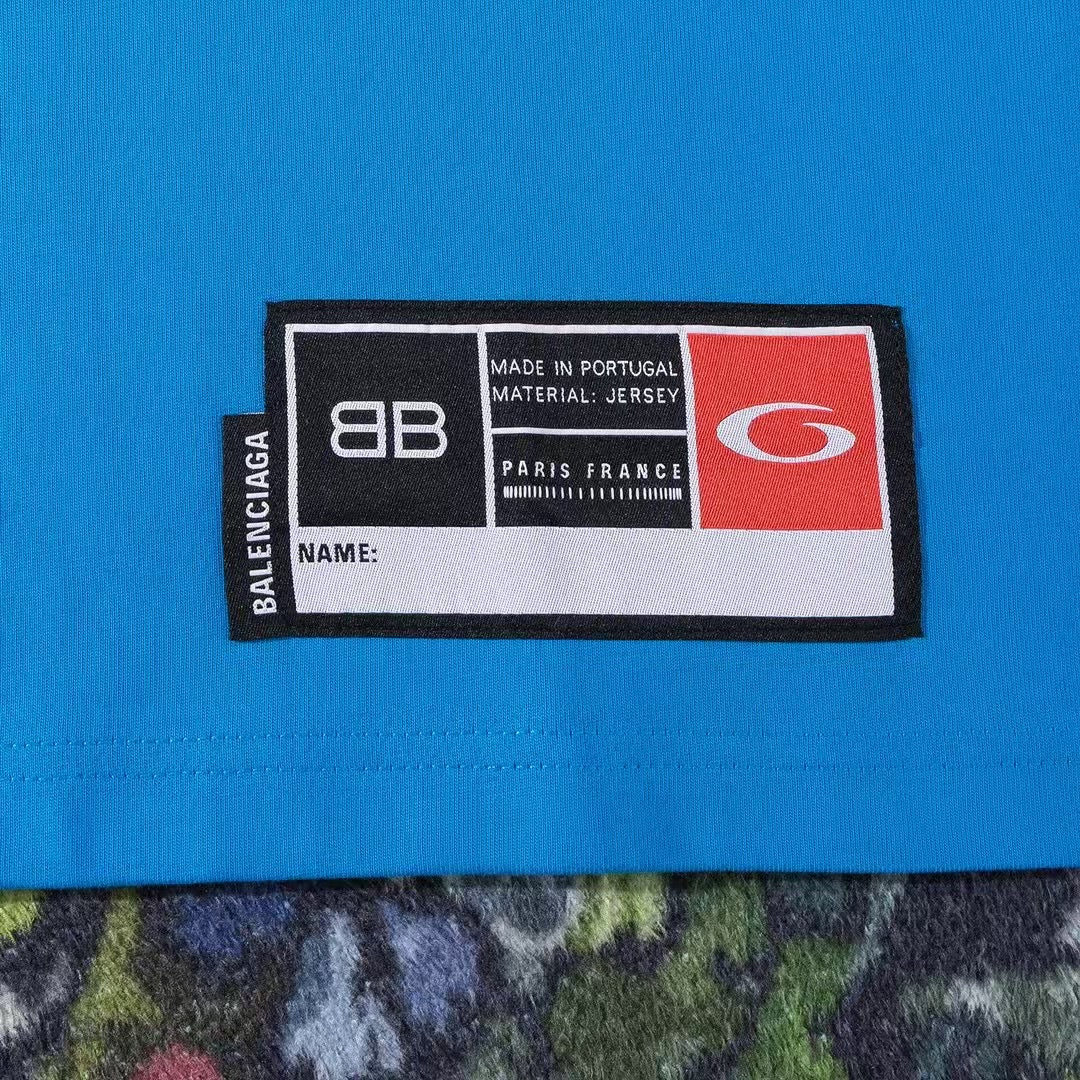 BALENCIAGA
BB
MADE IN PORTUGAL
MATERIAL: JERSEY
PARIS FRANCE
NAME: